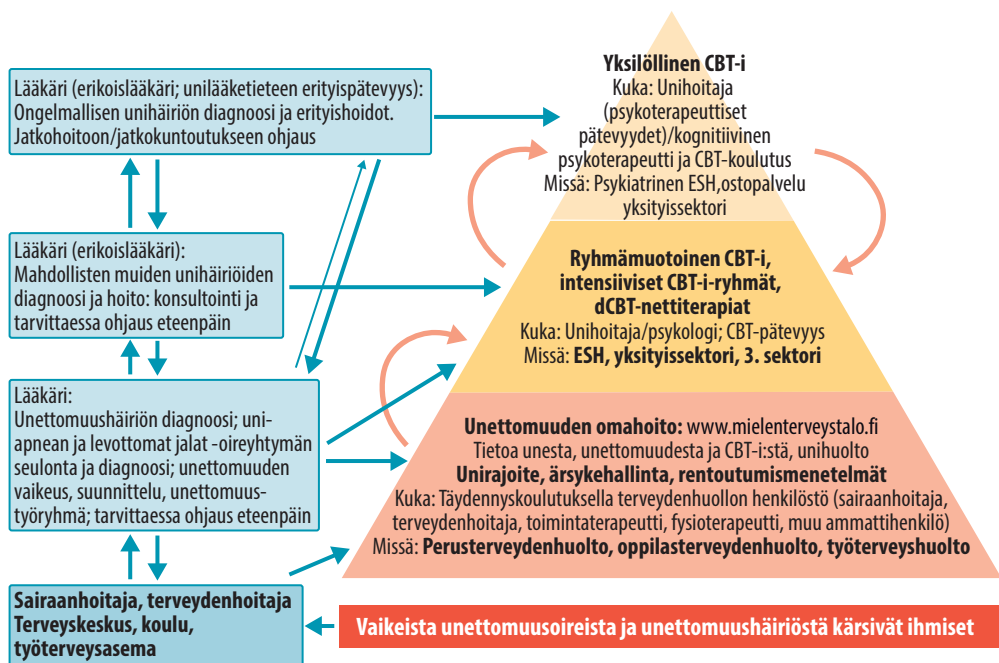 Lääkäri (erikoislääkäri; unilääketieteen erityispätevyys):
Ongelmallisen unihäiriön diagnoosi ja erityishoidot.
Jatkohoitoon/jatkokuntoutukseen ohjaus
Lääkäri (erikoislääkäri):
Mahdollisten muiden unihäiriöiden
diagnoosi ja hoito: konsultointi ja
tarvittaessa ohjaus eteenpäin
Lääkäri:
Unettomuushäiriön diagnoosi; uni-
apnean ja levottomat jalat -oireyhtymän
seulonta ja diagnoosi; unettomuuden
vaikeus, suunnittelu, unettomuus-
työryhmä; tarvittaessa ohjaus eteenpäin
Sairaanhoitaja, terveydenhoitaja
Terveyskeskus, koulu,
työterveysasema
Yksilöllinen CBT-i
Kuka: Unihoitaja
(psykoterapeuttiset
pätevyydet)/kognitiivinen
psykoterapeutti ja CBT-koulutus
Missä: Psykiatrinen ESH,ostopalvelu
yksityissektori
Ryhmämuotoinen CBT-i,
intensiiviset CBT-i-ryhmät,
dCBT-nettiterapiat
Kuka: Unihoitaja/psykologi; CBT-pätevyys
Missä: ESH, yksityissektori, 3. sektori
Unettomuuden omahoito: www.mielenterveystalo.fi
Tietoa unesta, unettomuudesta ja CBT-i:stä, unihuolto
Unirajoite, ärsykehallinta, rentoutumismenetelmät
Kuka: Täydennyskoulutuksella terveydenhuollon henkilöstö (sairaanhoitaja,
terveydenhoitaja, toimintaterapeutti, fysioterapeutti, muu ammattihenkilö)
Missä: Perusterveydenhuolto, oppilasterveydenhuolto, työterveyshuolto
Vaikeista unettomuusoireista ja unettomuushäiriöstä kärsivät ihmiset